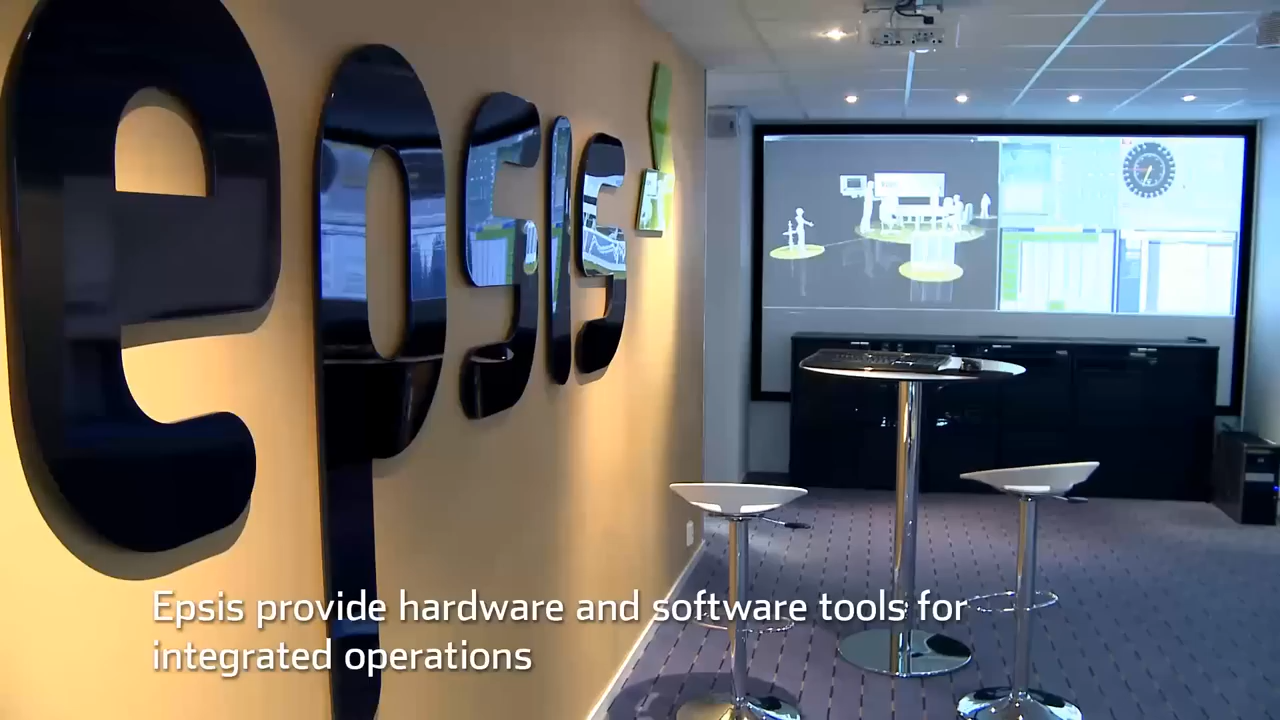 epsis
Epsis provide hardware and software tools for
integrated operations